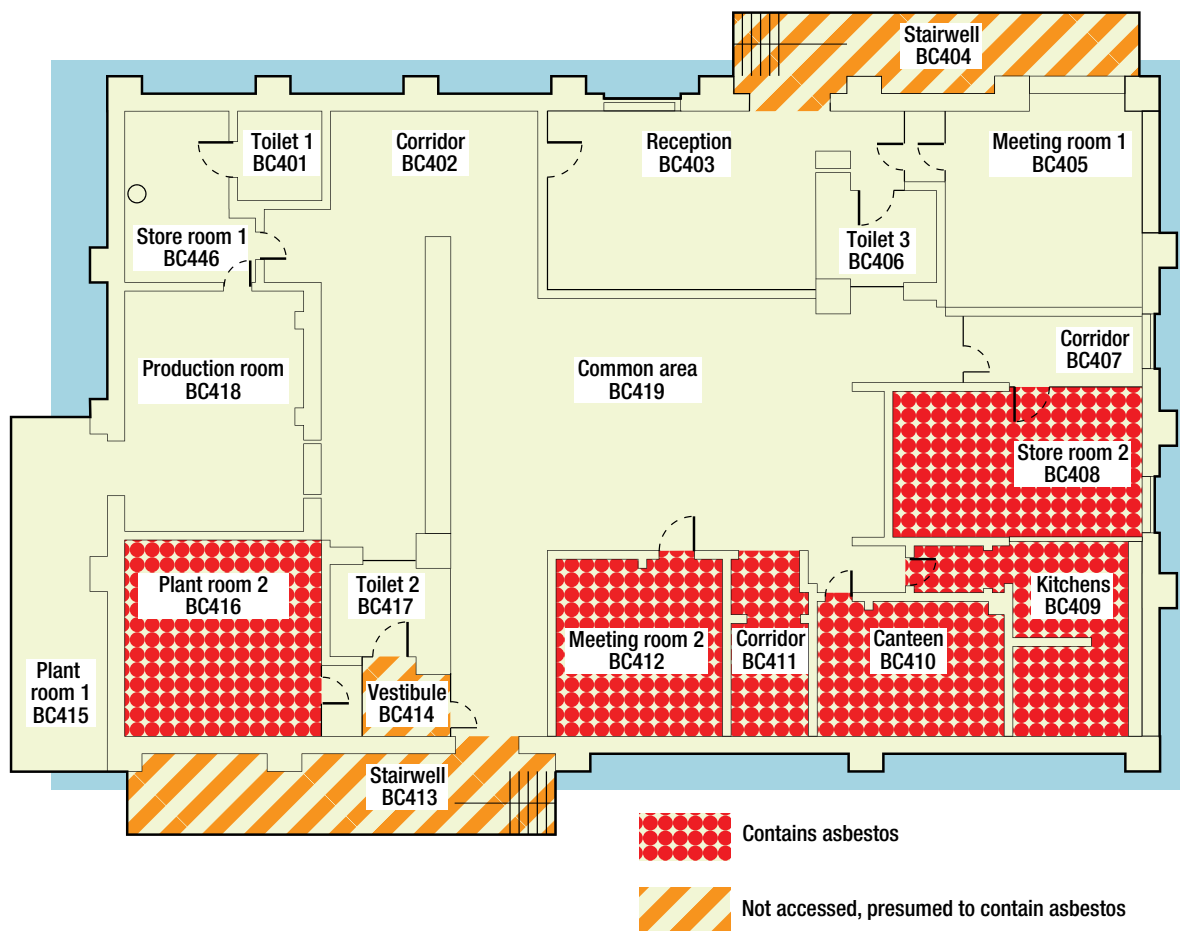 Stairwell
BC404
Toilet 1
BC401
Corridor
BC402
Reception
BC403
Meeting room 1
BC405
Store room 1
BC446
Toilet 3
BC406
Corridor
BC407
Production room
BC418
Common area
BC419
Store room 2
BC408
Plant room 2
BC416
Toilet 2
BC417
Kitchens
BC409
Meeting room 2
BC412
Corridor
BC411
Canteen
BC410
Plant
room 1
BC415
Vestibule
BC414
Stairwell
BC413
Contains asbestos
Not accessed, presumed to contain asbestos